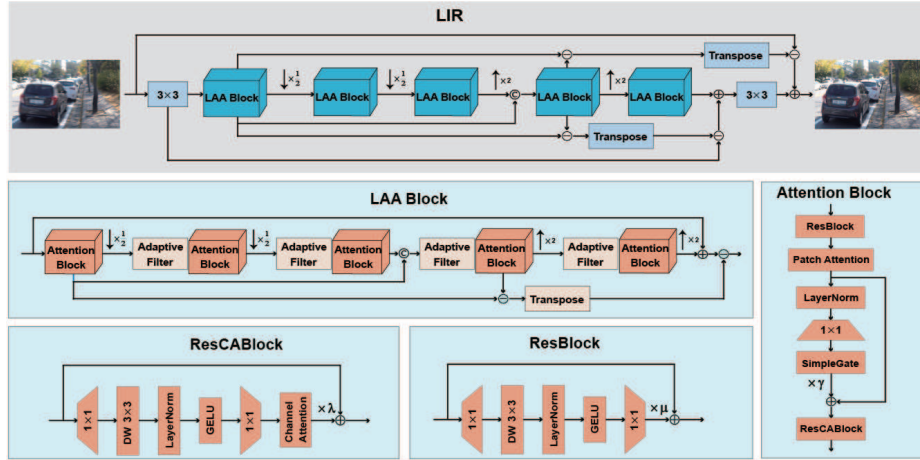 LIR
3×3
LAA Block
↓×1/2
LAA Block
↓×1/2
LAA Block
↑×2
©
LAA Block
↑×2
LAA Block
3×3
Transpose
Transpose
LAA Block
Attention
Block
↓×1/2
Adaptive
Filter
Attention
Block
↓×1/2
Adaptive
Filter
Attention
Block
©
Adaptive
Filter
Attention
Block
↑×2
Adaptive
Filter
Attention
Block
↑×2
Transpose
Attention Block
ResBlock
Patch Attention
LayerNorm
1×1
SimpleGate
×γ
ResCABlock
ResCABlock
1×1
DW 3×3
LayerNorm
GELU
1×1
Channel
Attention
×λ
ResBlock
1×1
DW 3×3
LayerNorm
GELU
1×1
×μ